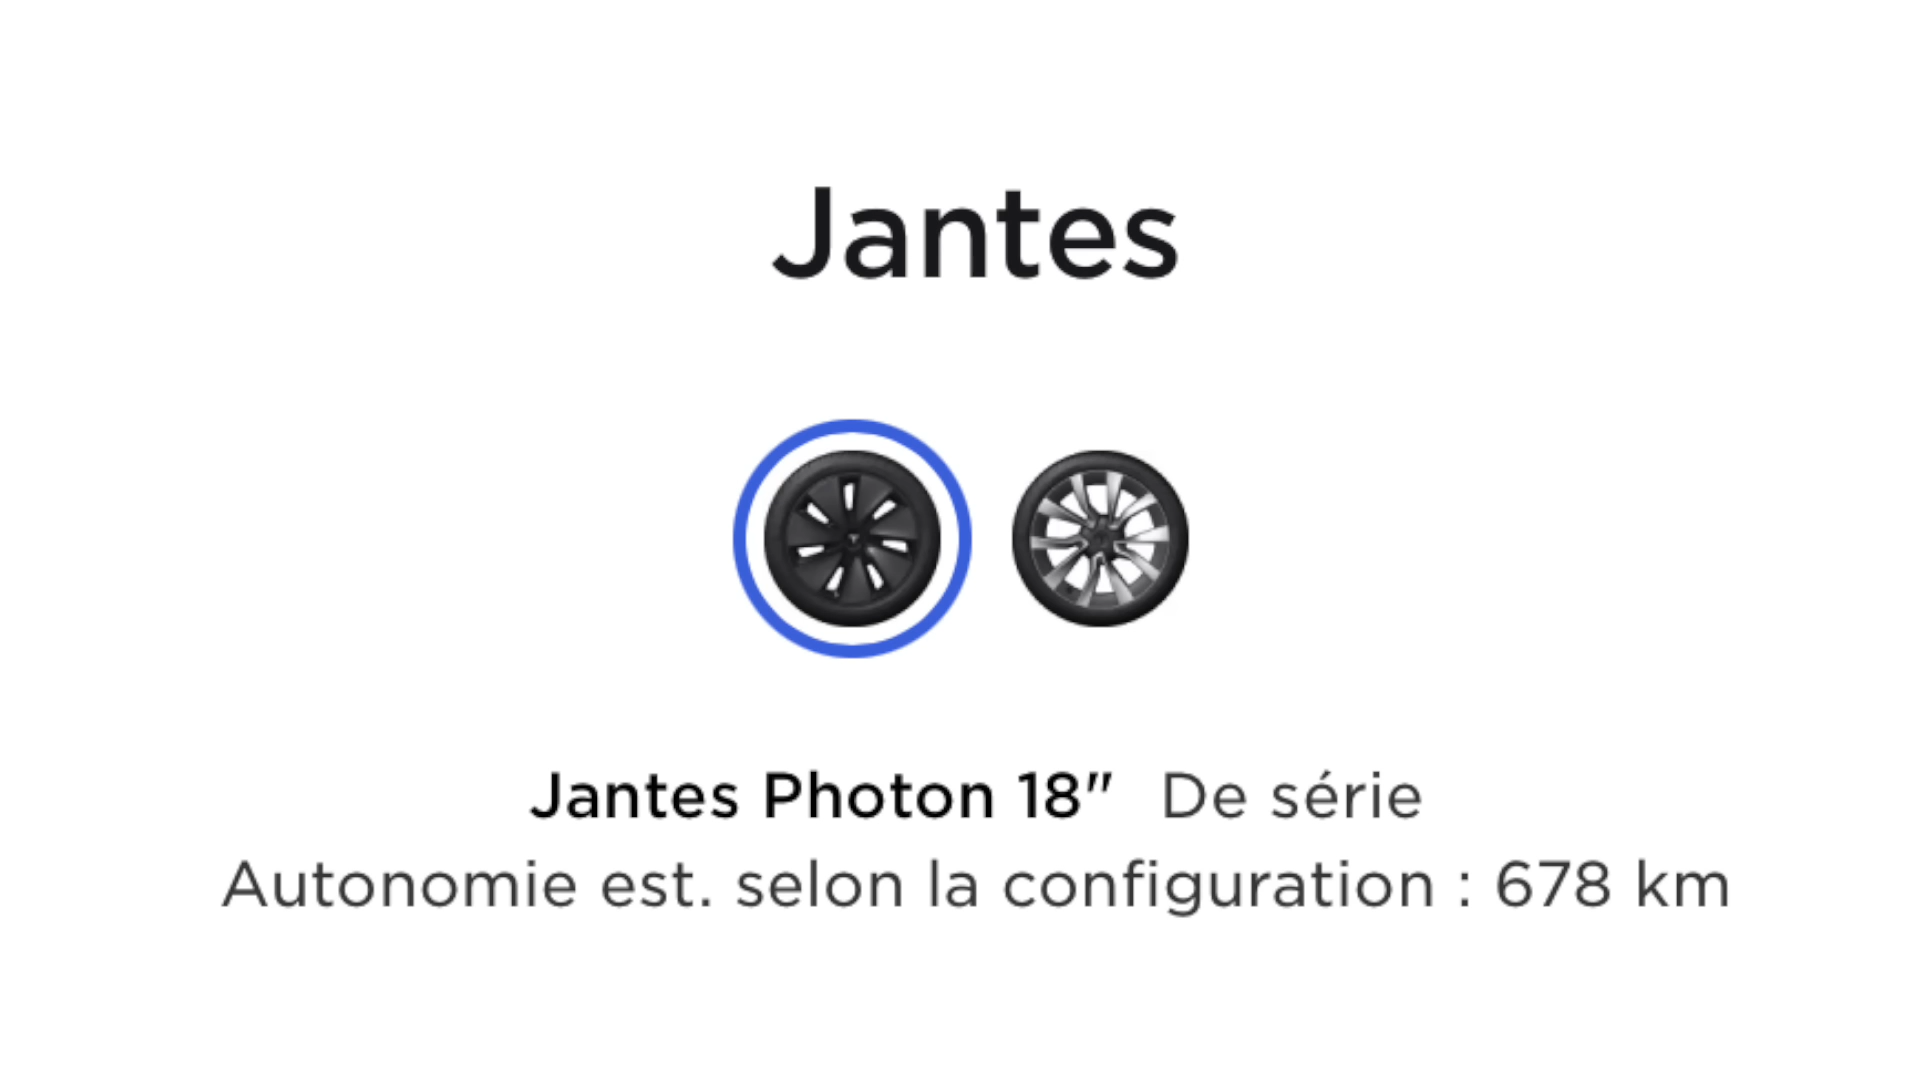 Jantes
Jantes Photon 18" De série
Autonomie est. selon la configuration : 678 km